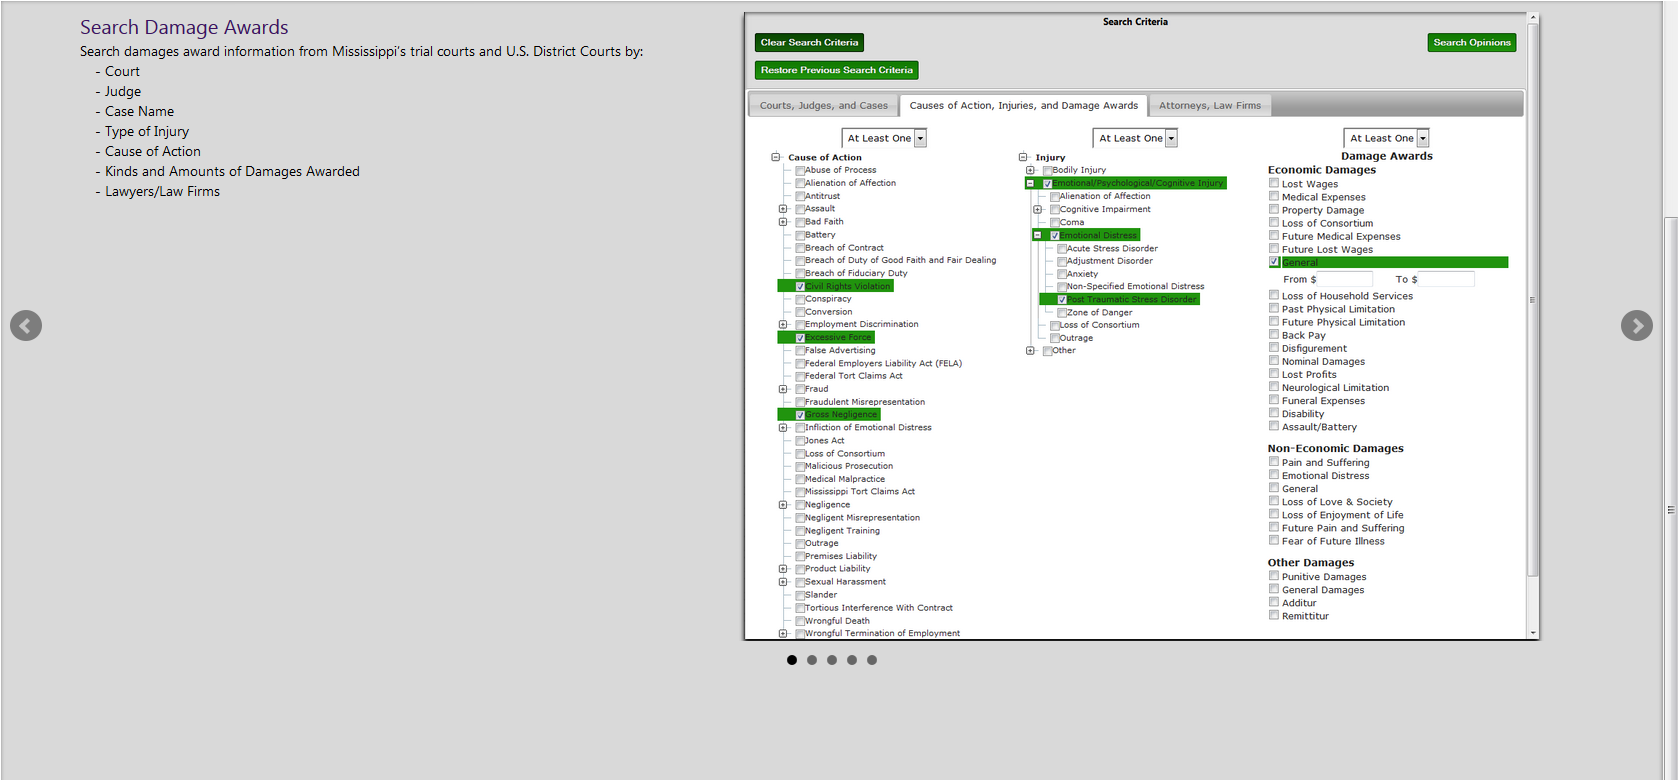 Search Damage Awards
Search damages award information from Mississippi's trial courts and U.S. District Courts by:
- Court
- Judge
- Case Name
- Type of Injury
- Cause of Action
- Kinds and Amounts of Damages Awarded
- Lawyers/Law Firms
Search Criteria
Clear Search Criteria
Search Opinions
Restore Previous Search Criteria
Courts, Judges, and Cases
Causes of Action, Injuries, and Damage Awards
Attorneys, Law Firms
At Least One
Cause of Action
Abuse of Process
Alienation of Affection
Antitrust
Assault
Bad Faith
Battery
Breach of Contract
Breach of Duty of Good Faith and Fair Dealing
Breach of Fiduciary Duty
Civil Rights Violation
Conspiracy
Conversion
Employment Discrimination
Excessive Force
False Advertising
Federal Employers Liability Act (FELA)
Federal Tort Claims Act
Fraud
Fraudulent Misrepresentation
Gross Negligence
Infliction of Emotional Distress
Jones Act
Loss of Consortium
Malicious Prosecution
Medical Malpractice
Mississippi Tort Claims Act
Negligence
Negligent Misrepresentation
Negligent Training
Outrage
Premises Liability
Product Liability
Sexual Harassment
Slander
Tortious Interference With Contract
Wrongful Death
Wrongful Termination of Employment
At Least One
Injury
Bodily Injury
Emotional/Psychological/Cognitive Injury
Alienation of Affection
Cognitive Impairment
Coma
Emotional Distress
Acute Stress Disorder
Adjustment Disorder
Anxiety
Non-Specified Emotional Distress
Post Traumatic Stress Disorder
Zone of Danger
Loss of Consortium
Outrage
Other
At Least One
Damage Awards
Economic Damages
Lost Wages
Medical Expenses
Property Damage
Loss of Consortium
Future Medical Expenses
Future Lost Wages
General
From $ To $
Loss of Household Services
Past Physical Limitation
Future Physical Limitation
Back Pay
Disfigurement
Nominal Damages
Lost Profits
Neurological Limitation
Funeral Expenses
Disability
Assault/Battery
Non-Economic Damages
Pain and Suffering
Emotional Distress
General
Loss of Love & Society
Loss of Enjoyment of Life
Future Pain and Suffering
Fear of Future Illness
Other Damages
Punitive Damages
General Damages
Additur
Remittitur